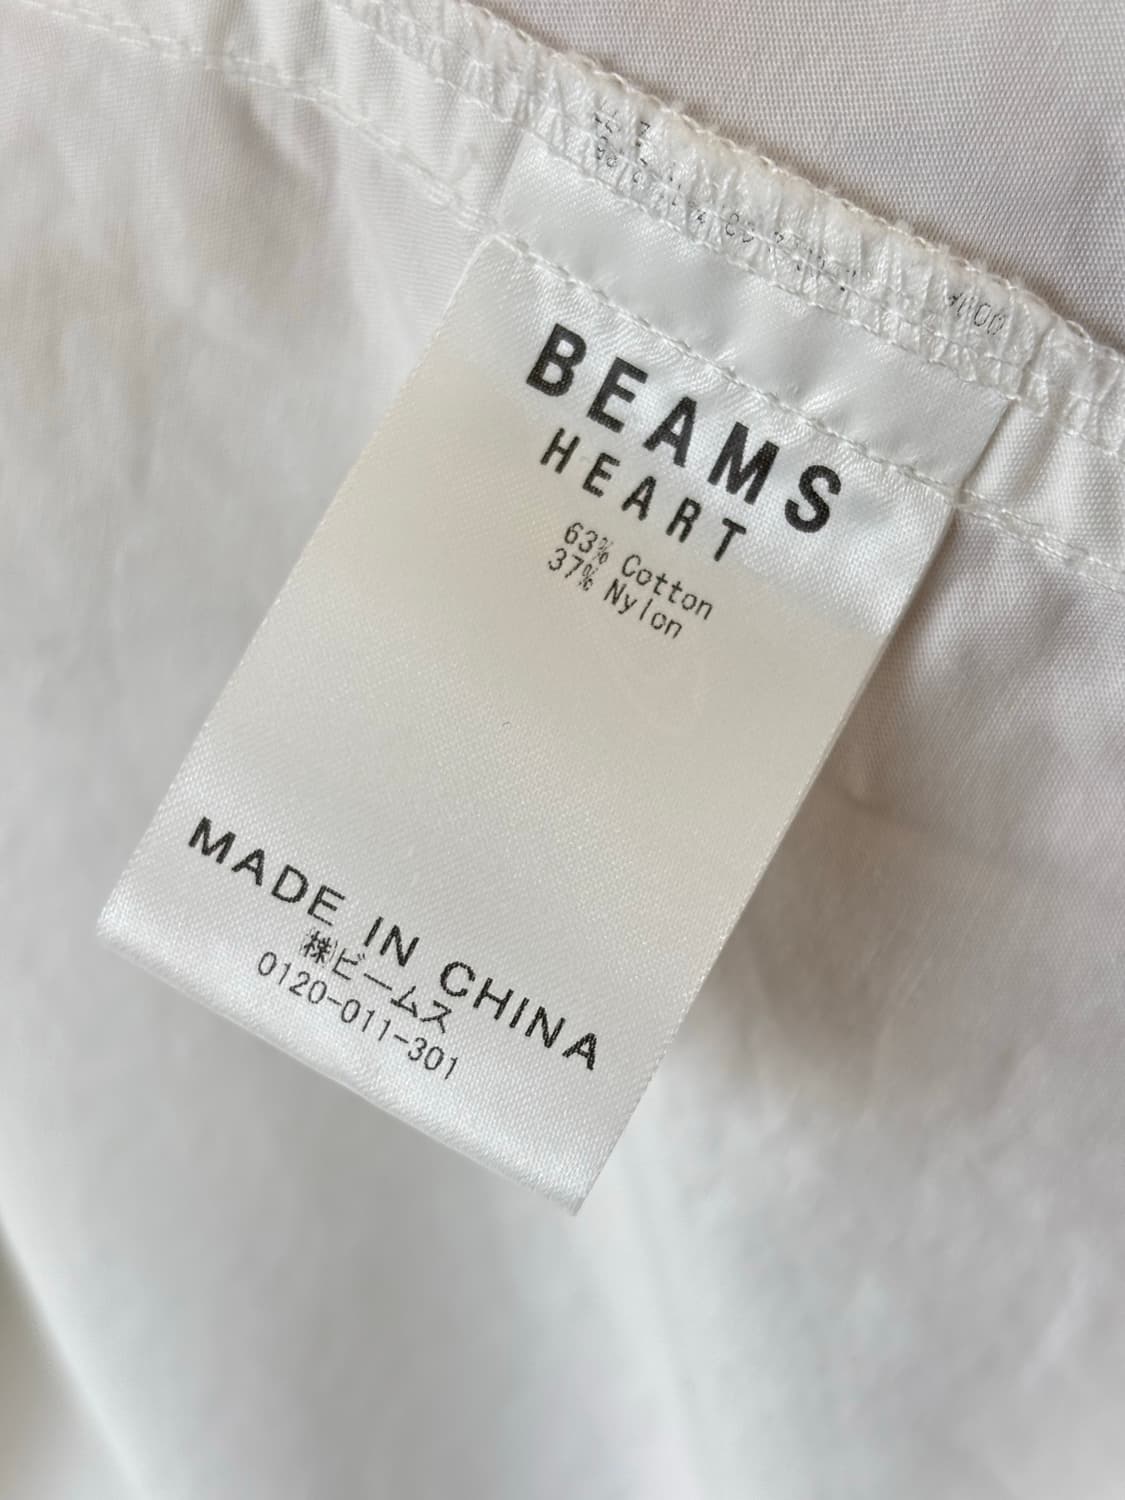 BEAMS
HEART
63% Cotton
37% Nylon
MADE IN CHINA
㈱ビームス
0120-011-301